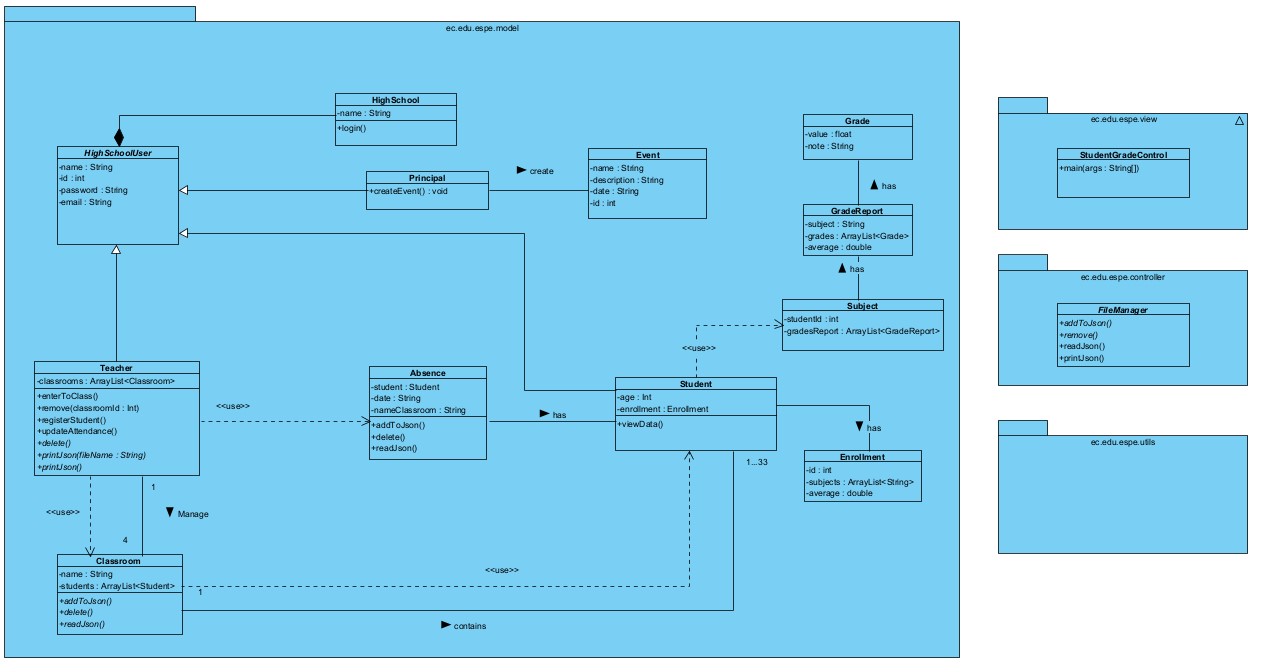 ec.edu.espe.model
HighSchool
-name : String
+login()
HighSchoolUser
-name : String
-id : int
-password : String
-email : String
Principal
+createEvent() : void
create
Event
-name : String
-description : String
-date : String
-id : int
Grade
-value : float
-note : String
has
GradeReport
-subject : String
-grades : ArrayList<Grade>
-average : double
has
Subject
-studentId : int
-gradesReport : ArrayList<GradeReport>
<<use>>
Teacher
-classrooms : ArrayList<Classroom>
+enterToClass()
+remove(classroomId : Int)
+registerStudent()
+updateAttendance()
+delete()
+printJson(fileName : String)
+printJson()
<<use>>
Absence
-student : Student
-date : String
-nameClassroom : String
+addToJson()
+delete()
+readJson()
has
Student
-age : Int
-enrollment : Enrollment
+viewData()
has
Enrollment
-id : int
-subjects : ArrayList<String>
-average : double
1...33
1
<<use>>
Manage
4
Classroom
-name : String
-students : ArrayList<Student>
+addToJson()
+delete()
+readJson()
<<use>>
1
contains
ec.edu.espe.view
StudentGradeControl
+main(args : String[])
ec.edu.espe.controller
FileManager
+addToJson()
+remove()
+readJson()
+printJson()
ec.edu.espe.utils